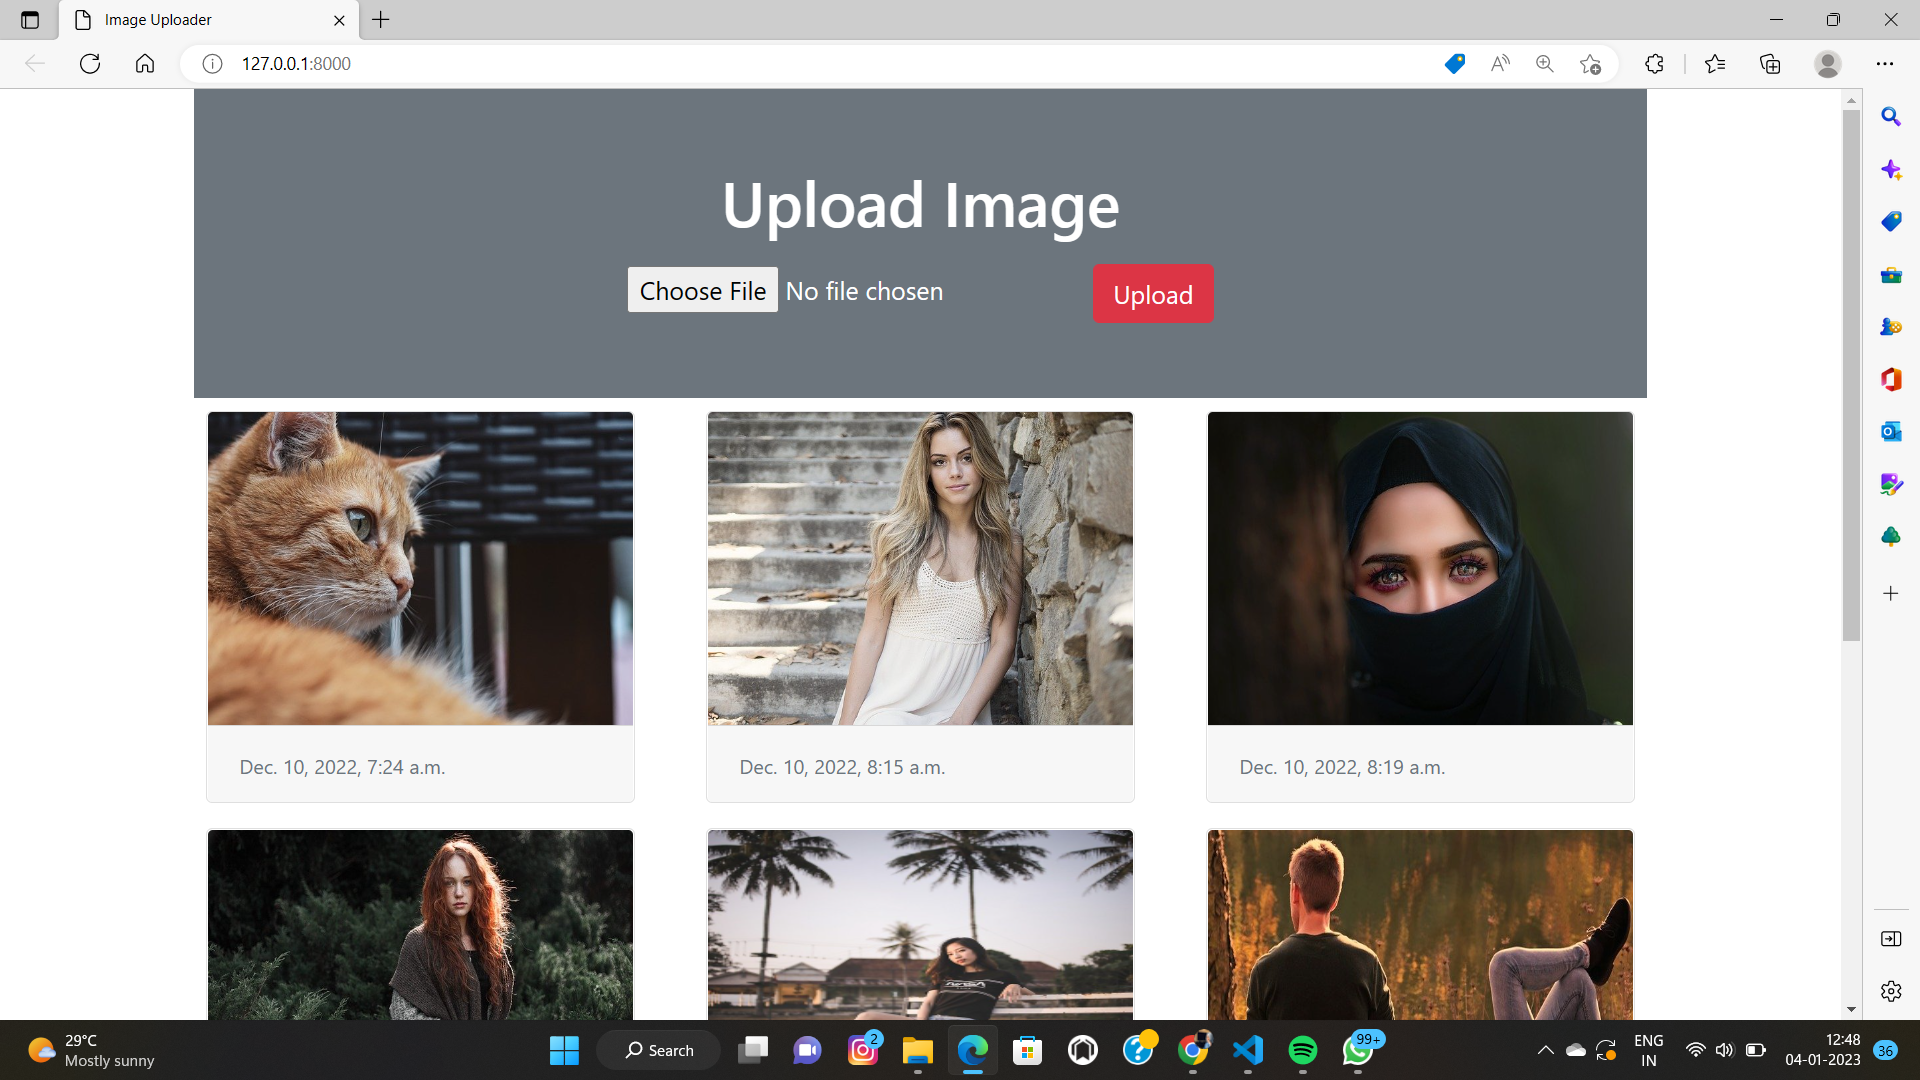 Image Uploader
127.0.0.1:8000
Upload Image
Choose File No file chosen
Upload
Dec. 10, 2022, 7:24 a.m.
Dec. 10, 2022, 8:15 a.m.
Dec. 10, 2022, 8:19 a.m.
NASA
29°C
Mostly sunny
Search
2
99+
ENG
IN
12:48
04-01-2023
36